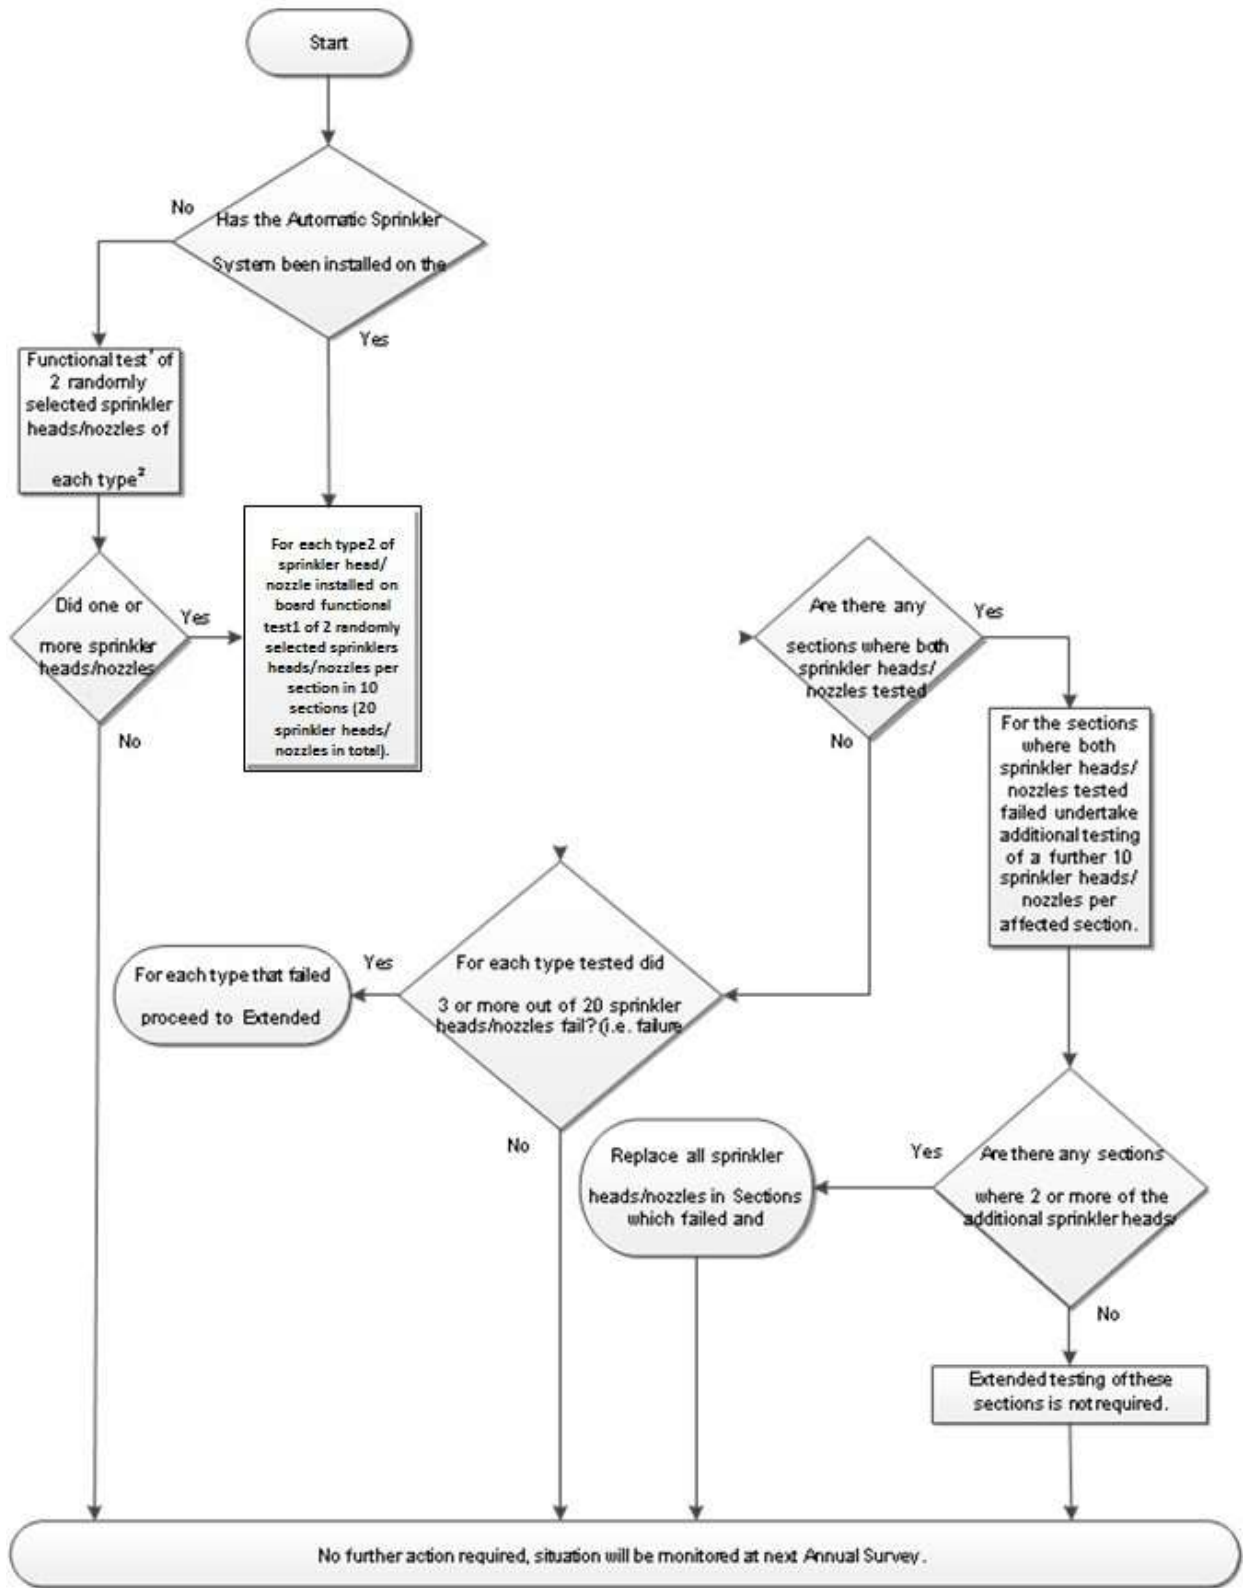 Start
No
Has the Automatic Sprinkler
System been installed on the
Yes
Functional test¹ of
2 randomly
selected sprinkler
heads/nozzles of
each type²
Did one or
more sprinkler
heads/nozzles
Yes
No
For each type2 of
sprinkler head/
nozzle installed on
board functional
test1 of 2 randomly
selected sprinklers
heads/nozzles per
section in 10
sections (20
sprinkler heads/
nozzles in total).
Are there any
sections where both
sprinkler heads/
nozzles tested
Yes
No
For the sections
where both
sprinkler heads/
nozzles tested
failed undertake
additional testing
of a further 10
sprinkler heads/
nozzles per
affected section.
For each type tested did
3 or more out of 20 sprinkler
heads/nozzles fail? (i.e. failure
Yes
No
For each type that failed
proceed to Extended
Are there any sections
where 2 or more of the
additional sprinkler heads/
Yes
No
Replace all sprinkler
heads/nozzles in Sections
which failed and
Extended testing of these
sections is not required.
No further action required, situation will be monitored at next Annual Survey.